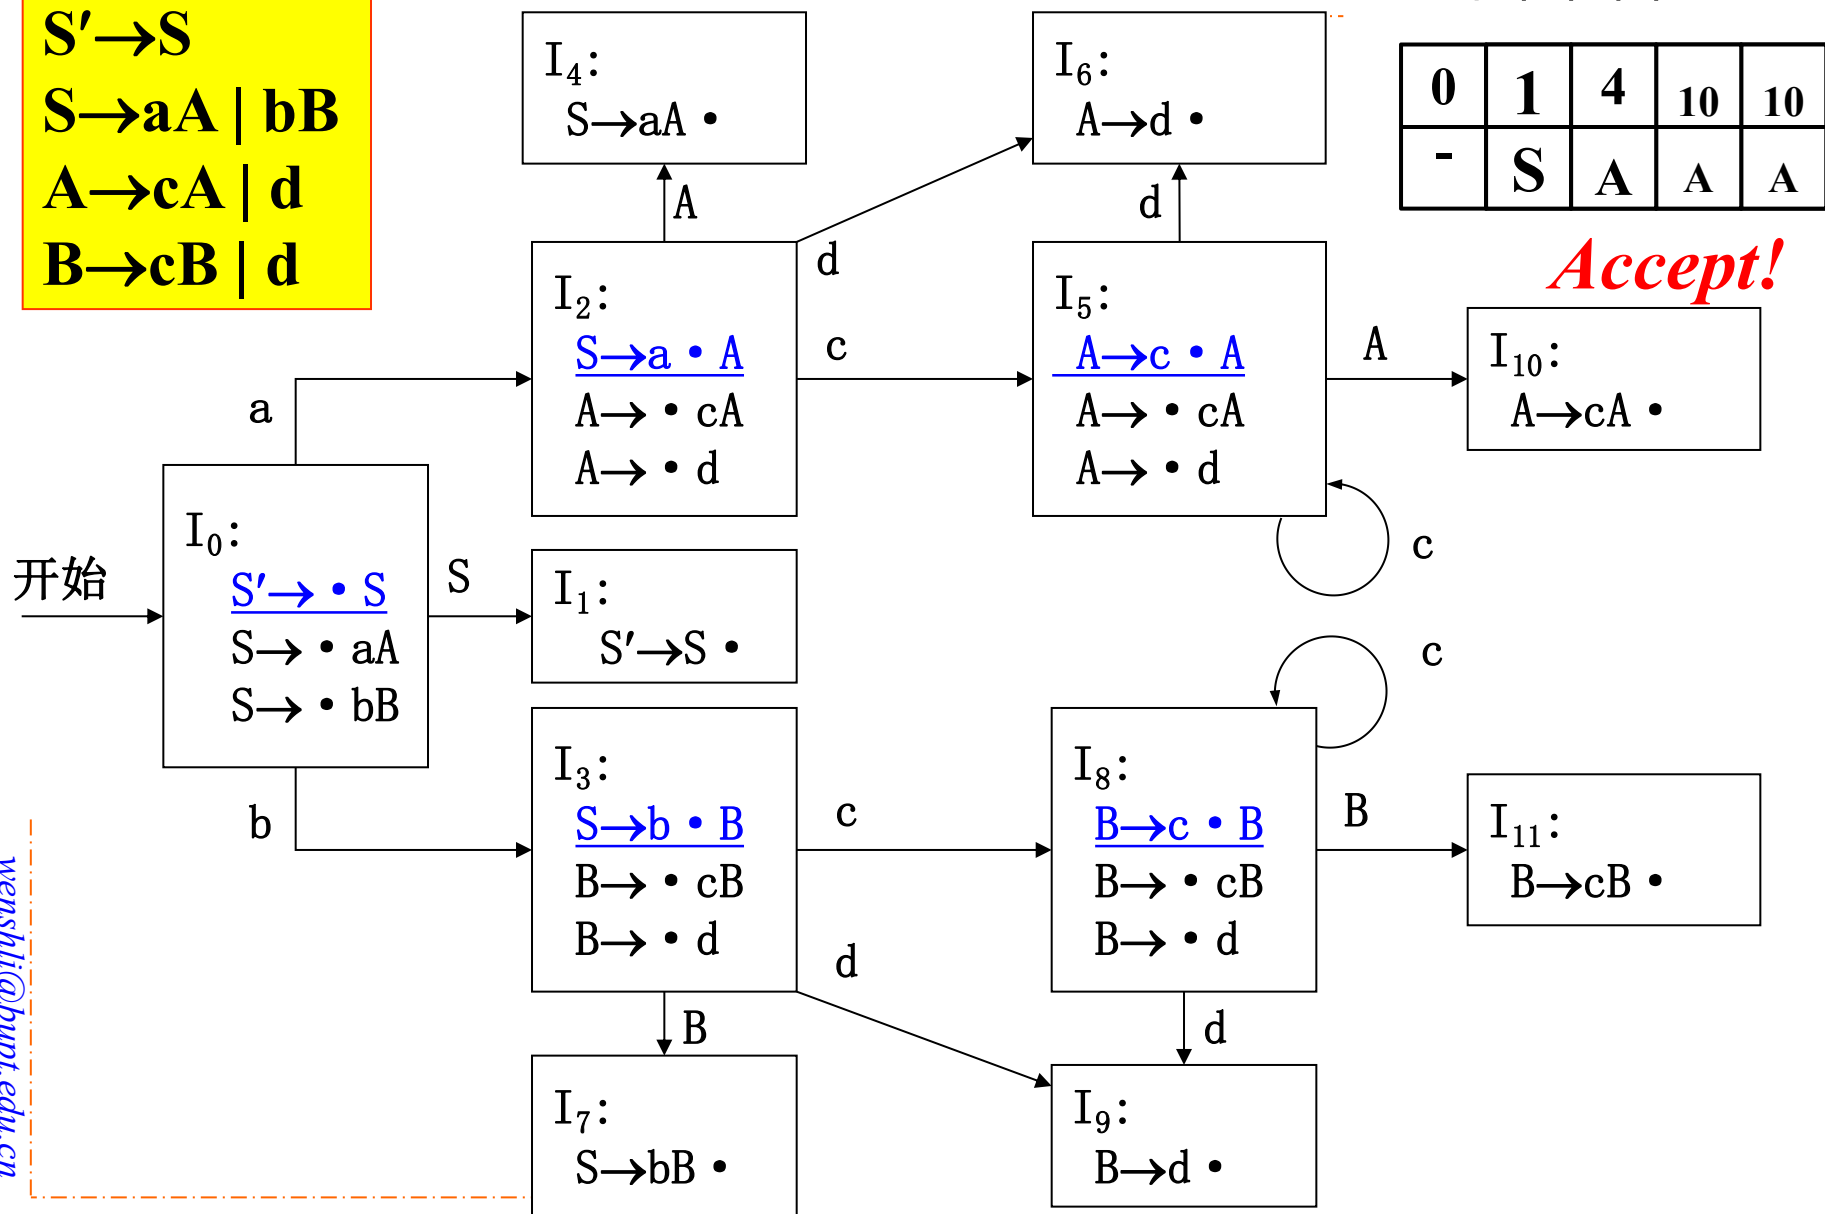 S′→S
S→aA | bB
A→cA | d
B→cB | d
I4:
S→aA •
I6:
A→d •
0 1 4 10 10
- S A A A
Accept!
A
d
d
I2:
S→a • A
A→ • cA
A→ • d
c
I5:
A→c • A
A→ • cA
A→ • d
A
I10:
A→cA •
c
a
开始
I0:
S′→ • S
S→ • aA
S→ • bB
S
I1:
S′→S •
b
I3:
S→b • B
B→ • cB
B→ • d
c
d
B
I8:
B→c • B
B→ • cB
B→ • d
c
B
d
I11:
B→cB •
I7:
S→bB •
I9:
B→d •
wenshli@bupt.edu.cn